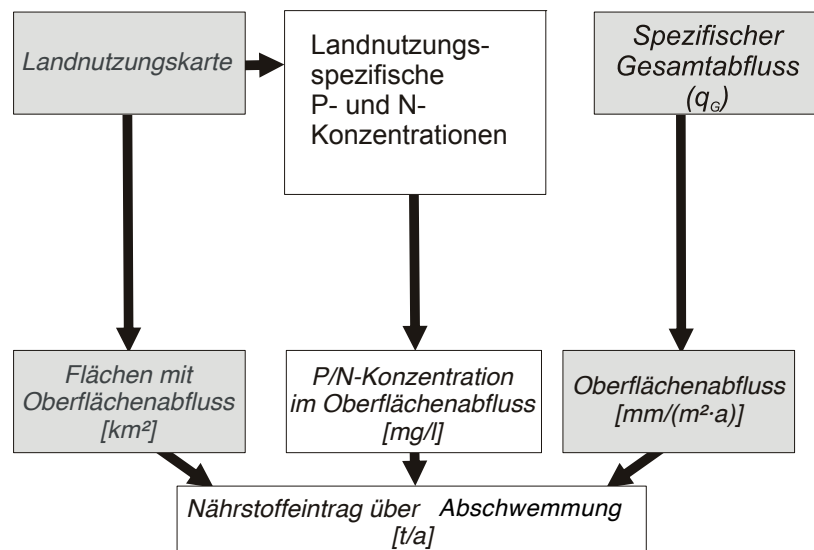 Landnutzungskarte
Landnutzungs-
spezifische
P- und N-
Konzentrationen
Spezifischer
Gesamtabfluss
(qG)
Flächen mit
Oberflächenabfluss
[km²]
P/N-Konzentration
im Oberflächenabfluss
[mg/l]
Oberflächenabfluss
[mm/(m²·a)]
Nährstoffeintrag über Abschwemmung
[t/a]